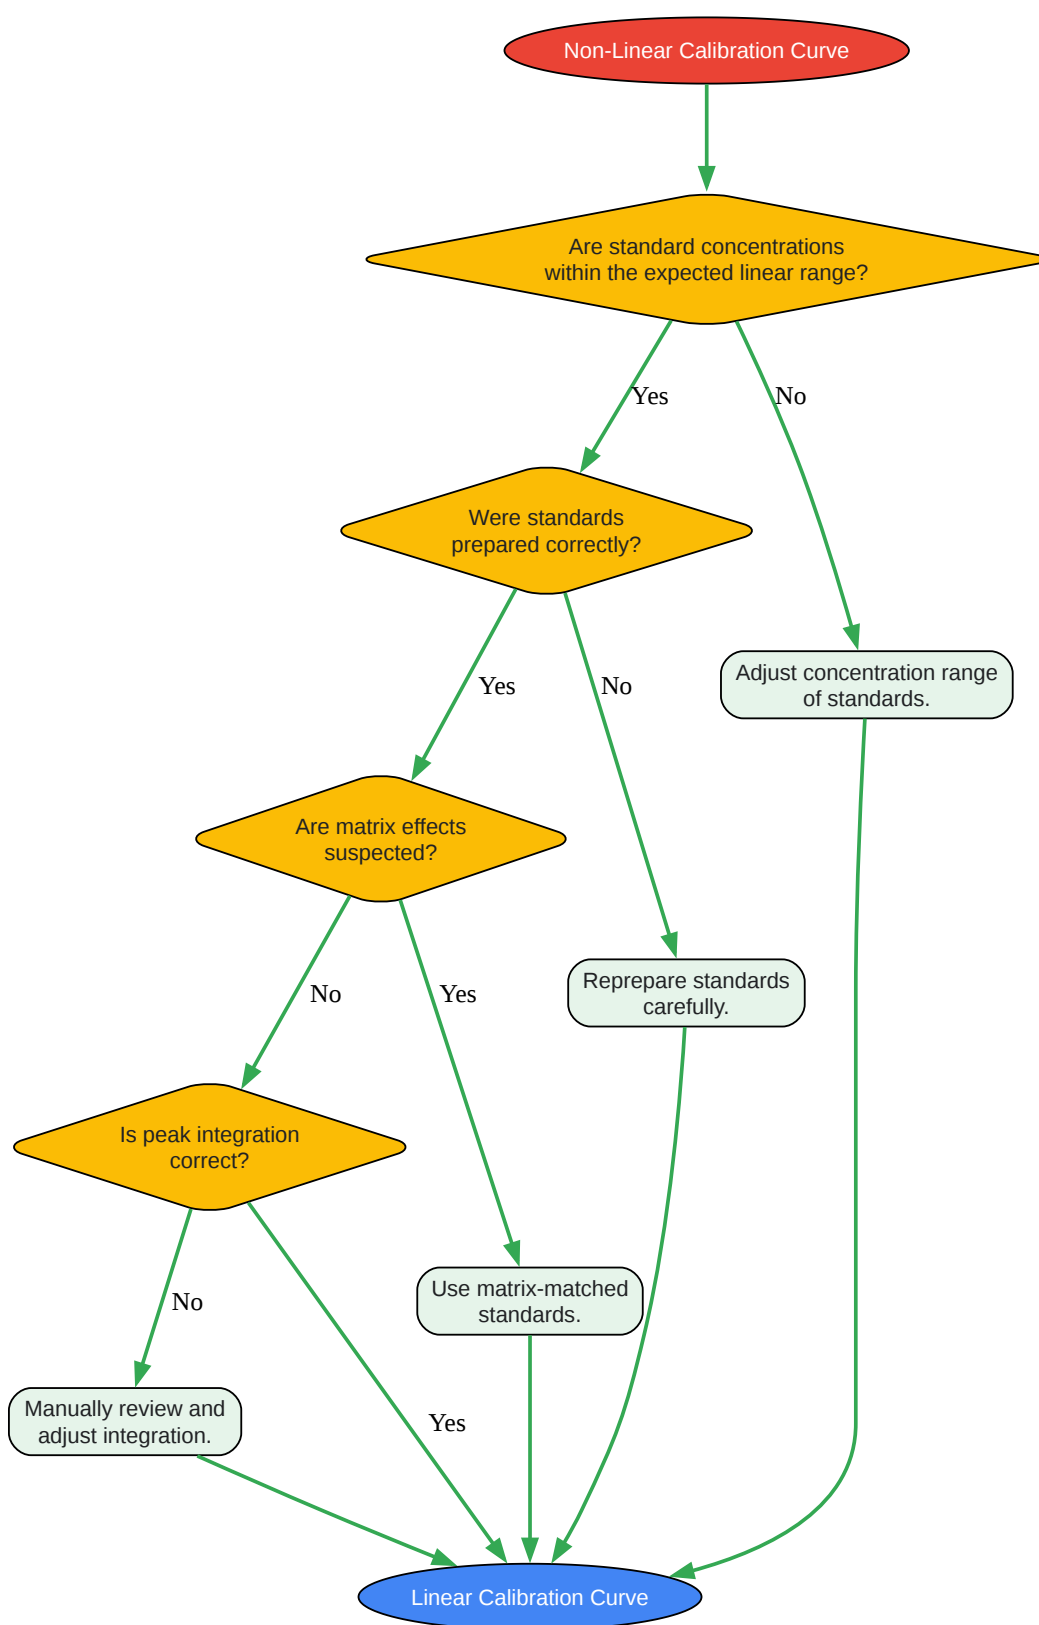 Non-Linear Calibration Curve
Are standard concentrations
within the expected linear range?
Yes
No
Were standards
prepared correctly?
Adjust concentration range
of standards.
Yes
No
Are matrix effects
suspected?
Reprepare standards
carefully.
No
Yes
Is peak integration
correct?
Use matrix-matched
standards.
No
Manually review and
adjust integration.
Yes
Linear Calibration Curve